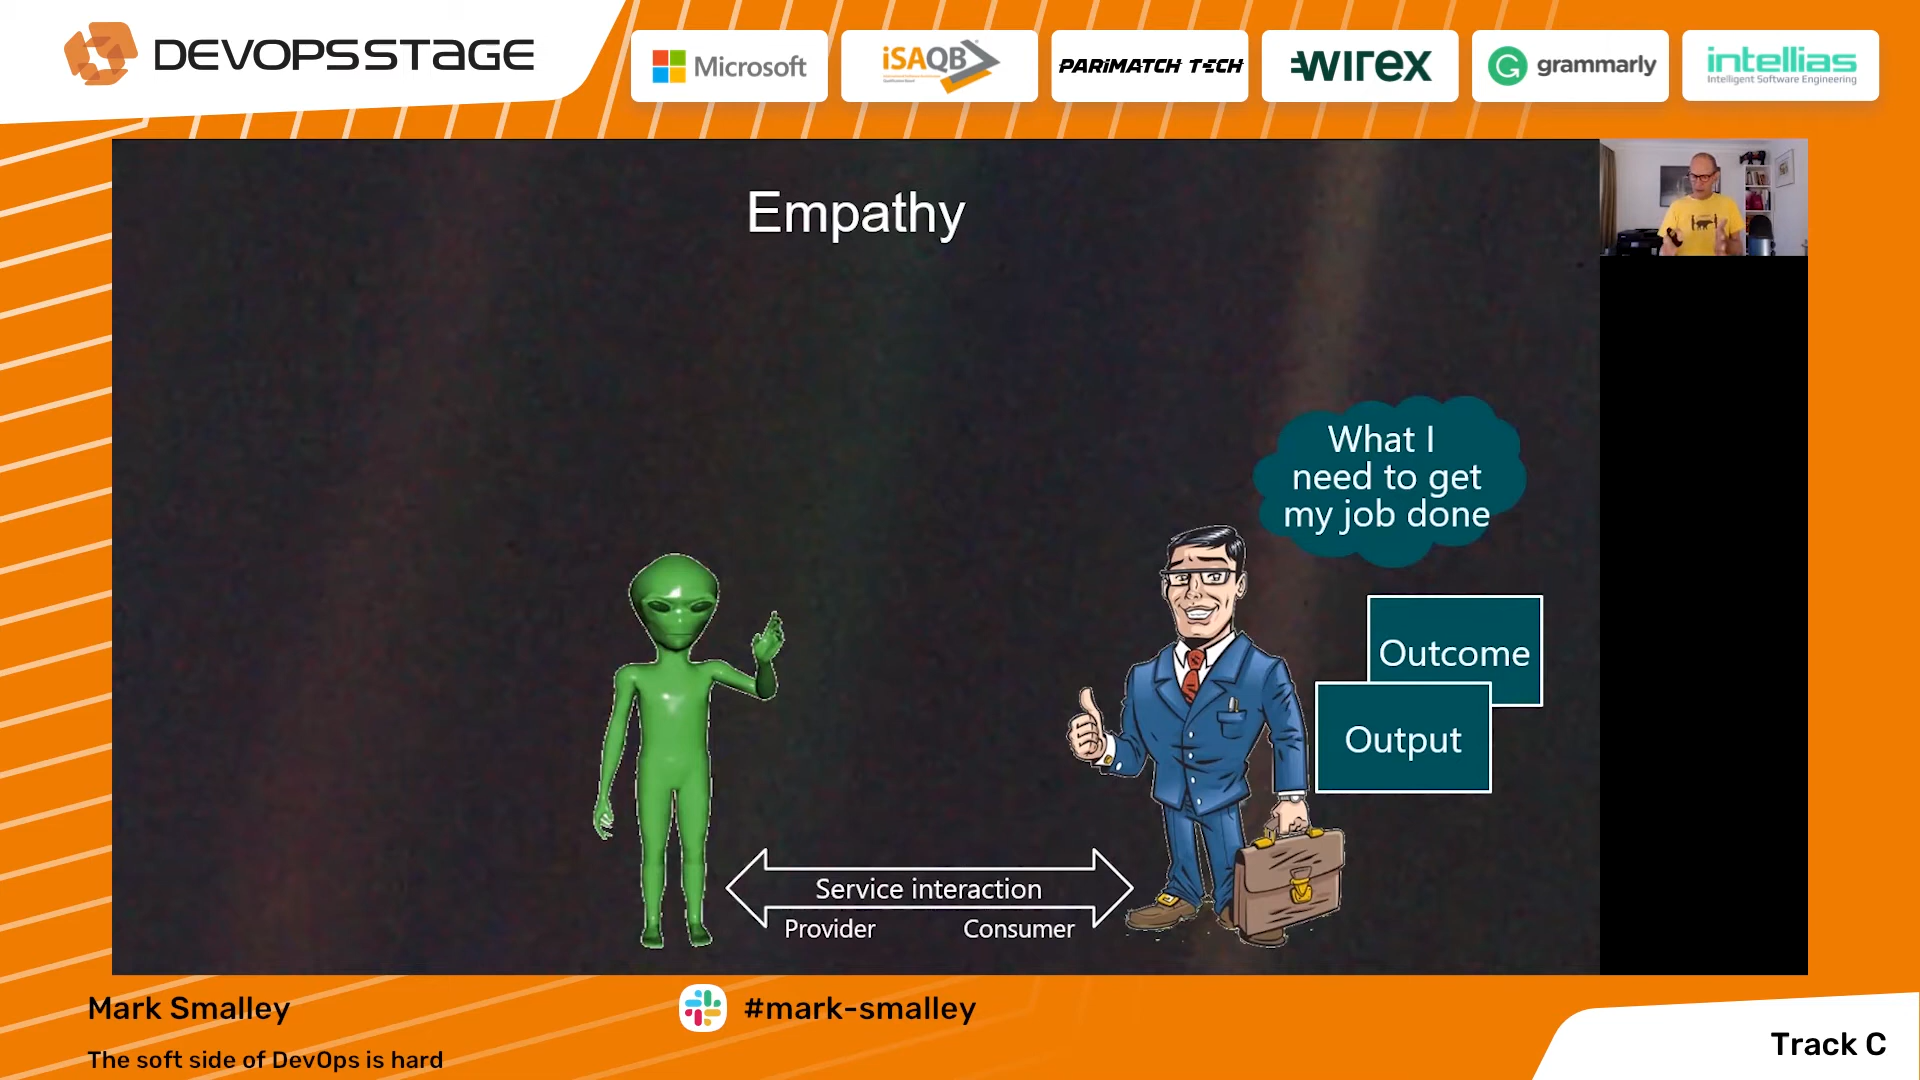 DEVOPSSTAGE
Microsoft
iSAQB
PARIMATCH TECH
WIREX
grammarly
intellias
Intelligent Software Engineering
Empathy
What I
need to get
my job done
Outcome
Output
Service interaction
Provider
Consumer
Mark Smalley
#mark-smalley
The soft side of DevOps is hard
Track C